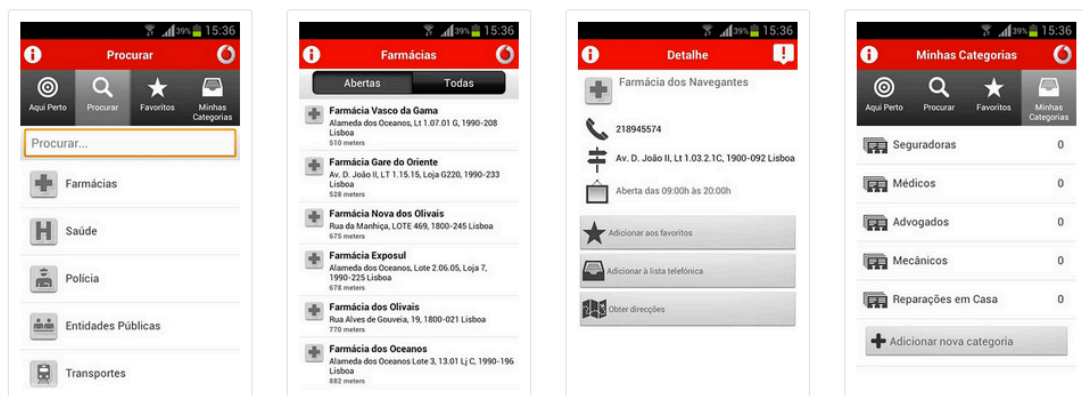 39% 15:36
Procurar
Aqui Perto
Procurar
Favoritos
Minhas
Categorias
Procurar...
Farmácias
Saúde
Polícia
Entidades Públicas
Transportes
39% 15:36
Farmácias
Abertas
Todas
Farmácia Vasco da Gama
Alameda dos Oceanos, Lt 1.07.01 G, 1990-208
Lisboa
510 meters
Farmácia Gare do Oriente
Av. D. João II, LT 1.15.15, Loja G220, 1990-233
Lisboa
528 meters
Farmácia Nova dos Olivais
Rua da Manhiça, LOTE 469, 1800-245 Lisboa
675 meters
Farmácia Exposul
Alameda dos Oceanos, Lote 2.06.05, Loja 7,
1990-225 Lisboa
678 meters
Farmácia dos Olivais
Rua Alves de Gouveia, 19, 1800-021 Lisboa
770 meters
Farmácia dos Oceanos
Alameda dos Oceanos Lote 3, 13.01 Lj C, 1990-196
Lisboa
882 meters
39% 15:36
Detalhe
Farmácia dos Navegantes
218945574
Av. D. João II, Lt 1.03.2.1C, 1900-092 Lisboa
Aberta das 09:00h às 20:00h
Adicionar aos favoritos
Adicionar à lista telefónica
Obter direcções
39% 15:36
Minhas Categorias
Aqui Perto
Procurar
Favoritos
Minhas
Categorias
Seguradoras 0
Médicos 0
Advogados 0
Mecânicos 0
Reparações em Casa 0
Adicionar nova categoria